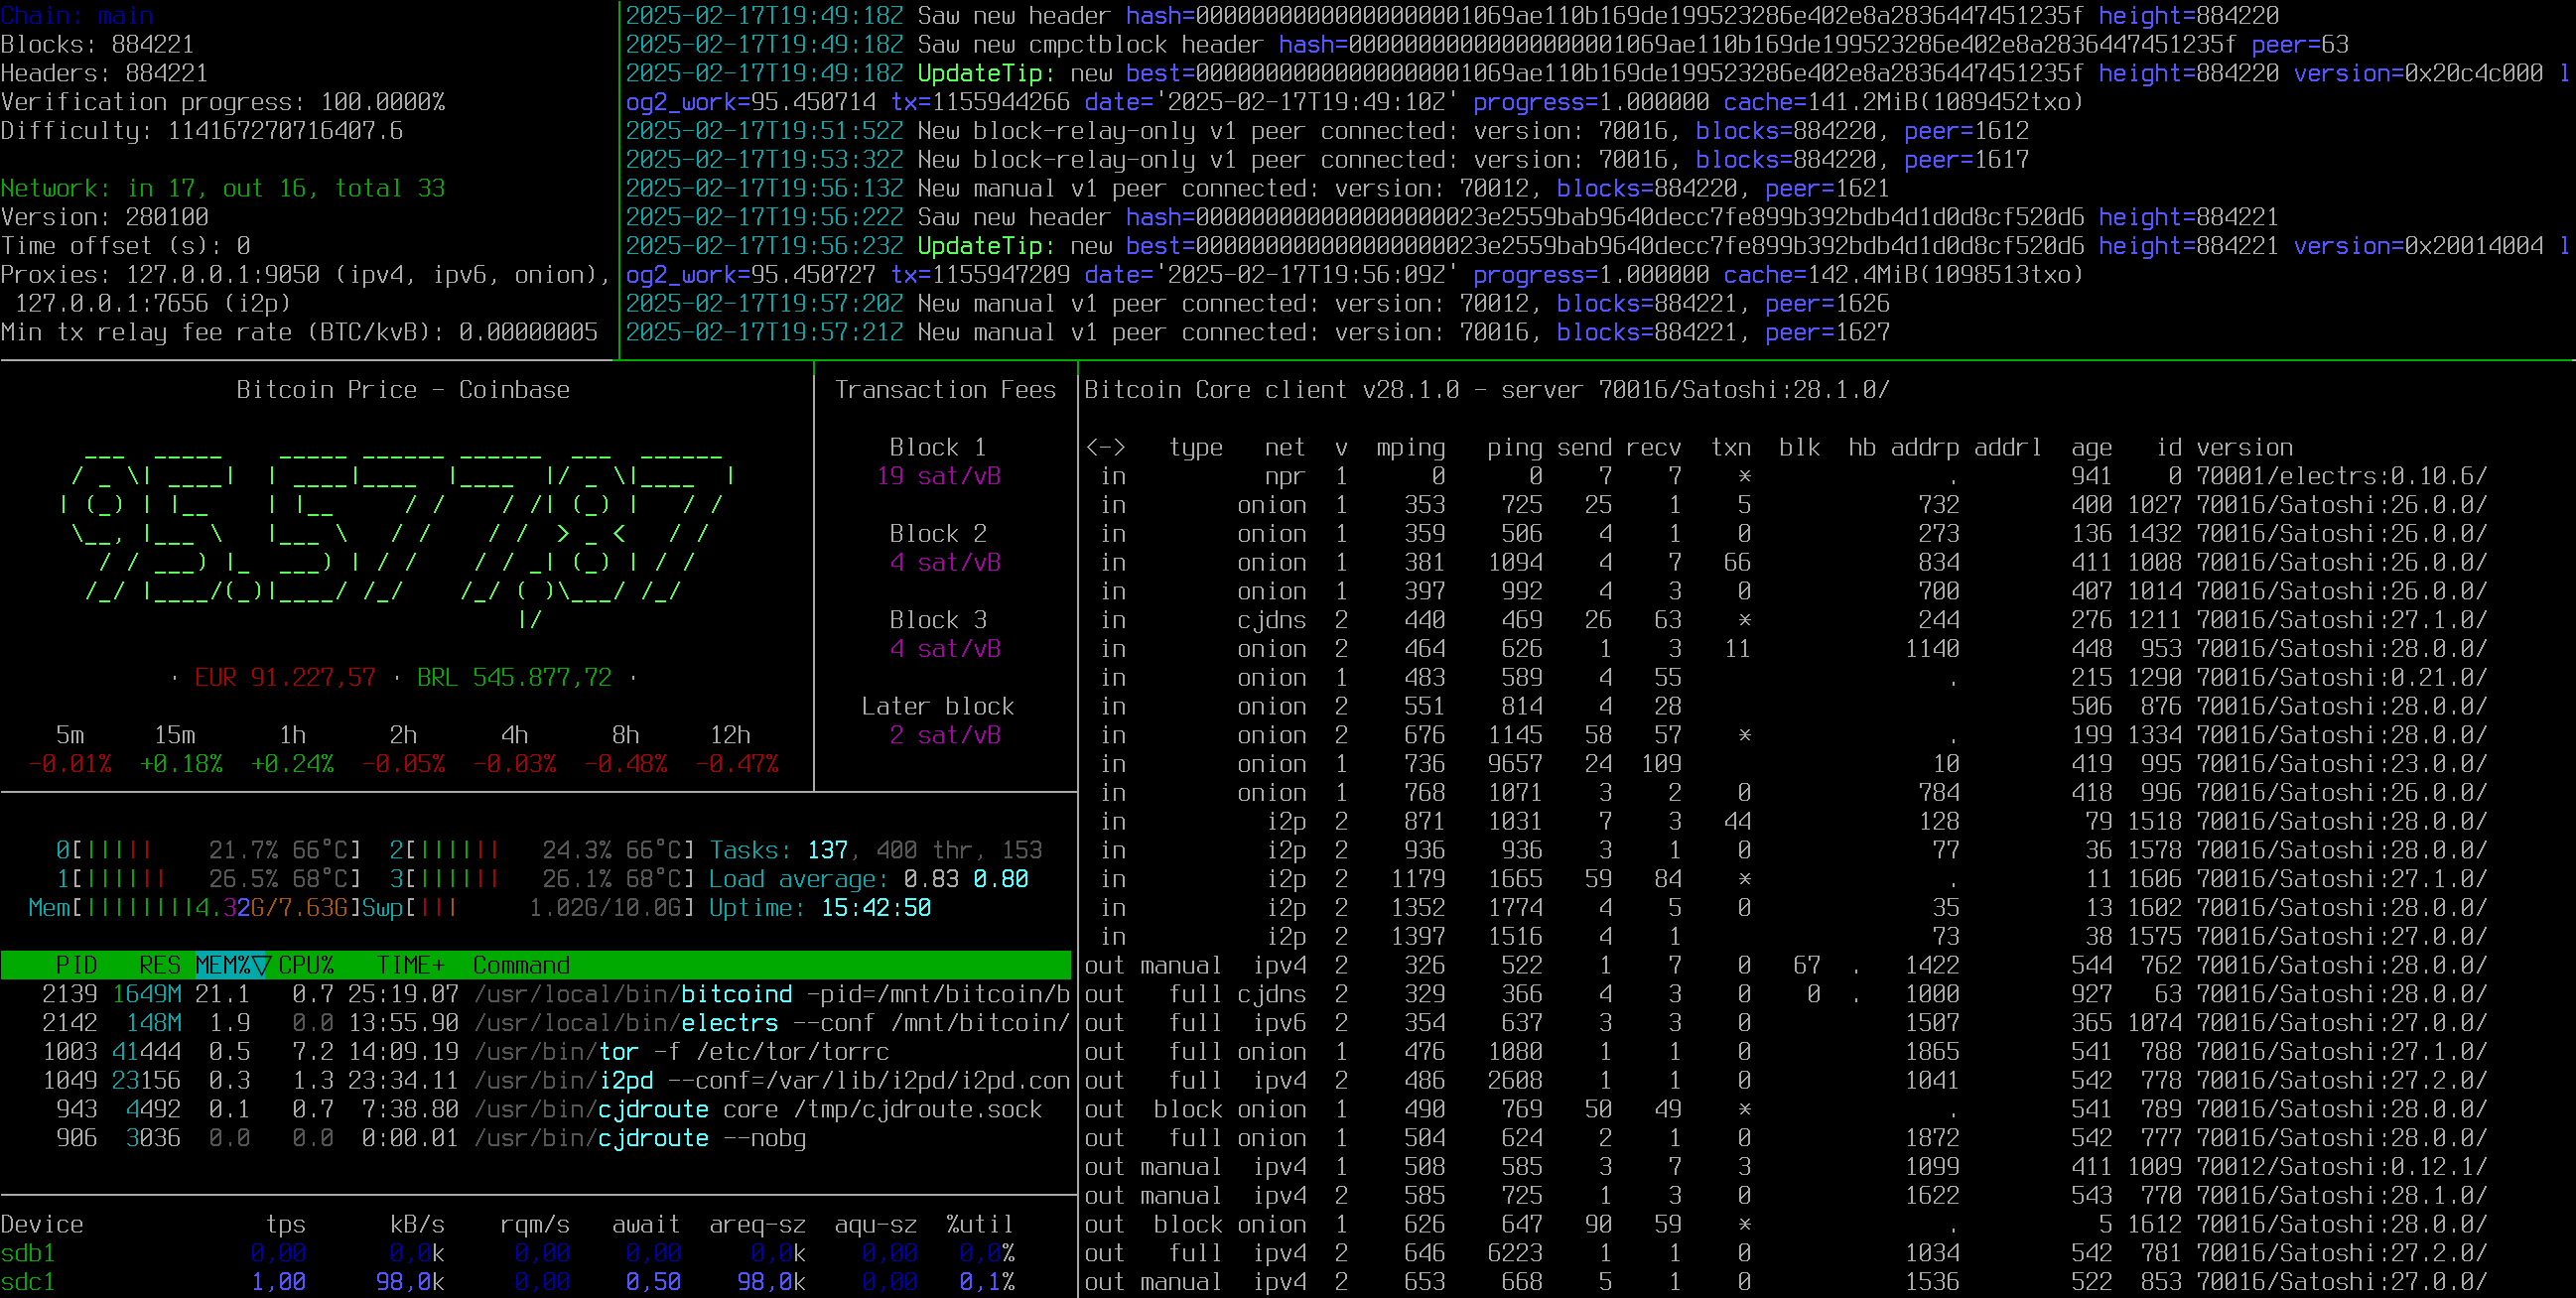 Chain: main
Blocks: 884221
Headers: 884221
Verification progress: 100.0000%
Difficulty: 114167270716407.6
Network: in 17, out 16, total 33
Version: 280100
Time offset (s): 0
Proxies: 127.0.0.1:9050 (ipv4, ipv6, onion),
127.0.0.1:7656 (i2p)
Min tx relay fee rate (BTC/kvB): 0.00000005
2025-02-17T19:49:18Z Saw new header hash=00000000000000000001069ae110b169de199523286e402e8a2836447451235f height=884220
2025-02-17T19:49:18Z Saw new cmpctblock header hash=00000000000000000001069ae110b169de199523286e402e8a2836447451235f peer=63
2025-02-17T19:49:18Z UpdateTip: new best=00000000000000000001069ae110b169de199523286e402e8a2836447451235f height=884220 version=0x20c4c000 l
og2_work=95.450714 tx=1155944266 date='2025-02-17T19:49:10Z' progress=1.000000 cache=141.2MiB(1089452txo)
2025-02-17T19:51:52Z New block-relay-only v1 peer connected: version: 70016, blocks=884220, peer=1612
2025-02-17T19:53:32Z New block-relay-only v1 peer connected: version: 70016, blocks=884220, peer=1617
2025-02-17T19:56:13Z New manual v1 peer connected: version: 70012, blocks=884220, peer=1621
2025-02-17T19:56:22Z Saw new header hash=000000000000000000023e2559bab9640decc7fe899b392bdb4d1d0d8cf520d6 height=884221
2025-02-17T19:56:23Z UpdateTip: new best=000000000000000000023e2559bab9640decc7fe899b392bdb4d1d0d8cf520d6 height=884221 version=0x20014004 l
og2_work=95.450727 tx=1155947209 date='2025-02-17T19:56:09Z' progress=1.000000 cache=142.4MiB(1098513txo)
2025-02-17T19:57:20Z New manual v1 peer connected: version: 70012, blocks=884221, peer=1626
2025-02-17T19:57:21Z New manual v1 peer connected: version: 70016, blocks=884221, peer=1627
Bitcoin Price - Coinbase
95.577,87
· EUR 91.227,57 · BRL 545.877,72 ·
5m 15m 1h 2h 4h 8h 12h
-0.01% +0.18% +0.24% -0.05% -0.03% -0.48% -0.47%
Transaction Fees
Block 1
19 sat/vB
Block 2
4 sat/vB
Block 3
4 sat/vB
Later block
2 sat/vB
0[||||| 21.7% 66°C] 2[|||||| 24.3% 66°C] Tasks: 137, 400 thr, 153
1[|||||| 26.5% 68°C] 3[|||||| 26.1% 68°C] Load average: 0.83 0.80
Mem[||||||||4.32G/7.63G]Swp[||| 1.02G/10.0G] Uptime: 15:42:50
PID RES MEM%▽ CPU% TIME+ Command
2139 1649M 21.1 0.7 25:19.07 /usr/local/bin/bitcoind -pid=/mnt/bitcoin/b
2142 148M 1.9 0.0 13:55.90 /usr/local/bin/electrs --conf /mnt/bitcoin/
1003 41444 0.5 7.2 14:09.19 /usr/bin/tor -f /etc/tor/torrc
1049 23156 0.3 1.3 23:34.11 /usr/bin/i2pd --conf=/var/lib/i2pd/i2pd.con
943 4492 0.1 0.7 7:38.80 /usr/bin/cjdroute core /tmp/cjdroute.sock
906 3036 0.0 0.0 0:00.01 /usr/bin/cjdroute --nobg
Device tps kB/s rqm/s await areq-sz aqu-sz %util
sdb1 0,00 0,0k 0,00 0,00 0,0k 0,00 0,0%
sdc1 1,00 98,0k 0,00 0,50 98,0k 0,00 0,1%
Bitcoin Core client v28.1.0 - server 70016/Satoshi:28.1.0/
<-> type net v mping ping send recv txn blk hb addrp addrl age id version
in npr 1 0 0 7 7 * . 941 0 70001/electrs:0.10.6/
in onion 1 353 725 25 1 5 732 400 1027 70016/Satoshi:26.0.0/
in onion 1 359 506 4 1 0 273 136 1432 70016/Satoshi:26.0.0/
in onion 1 381 1094 4 7 66 834 411 1008 70016/Satoshi:26.0.0/
in onion 1 397 992 4 3 0 700 407 1014 70016/Satoshi:26.0.0/
in cjdns 2 440 469 26 63 * 244 276 1211 70016/Satoshi:27.1.0/
in onion 2 464 626 1 3 11 1140 448 953 70016/Satoshi:28.0.0/
in onion 1 483 589 4 55 . 215 1290 70016/Satoshi:0.21.0/
in onion 2 551 814 4 28 506 876 70016/Satoshi:28.0.0/
in onion 2 676 1145 58 57 * . 199 1334 70016/Satoshi:28.0.0/
in onion 1 736 9657 24 109 10 419 995 70016/Satoshi:23.0.0/
in onion 1 768 1071 3 2 0 784 418 996 70016/Satoshi:26.0.0/
in i2p 2 871 1031 7 3 44 128 79 1518 70016/Satoshi:28.0.0/
in i2p 2 936 936 3 1 0 77 36 1578 70016/Satoshi:28.0.0/
in i2p 2 1179 1665 59 84 * . 11 1606 70016/Satoshi:27.1.0/
in i2p 2 1352 1774 4 5 0 35 13 1602 70016/Satoshi:28.0.0/
in i2p 2 1397 1516 4 1 73 38 1575 70016/Satoshi:27.0.0/
out manual ipv4 2 326 522 1 7 0 67 . 1422 544 762 70016/Satoshi:28.0.0/
out full cjdns 2 329 366 4 3 0 0 . 1000 927 63 70016/Satoshi:28.0.0/
out full ipv6 2 354 637 3 3 0 1507 365 1074 70016/Satoshi:27.0.0/
out full onion 1 476 1080 1 1 0 1865 541 788 70016/Satoshi:27.1.0/
out full ipv4 2 486 2608 1 1 0 1041 542 778 70016/Satoshi:27.2.0/
out block onion 1 490 769 50 49 * . 541 789 70016/Satoshi:28.0.0/
out full onion 1 504 624 2 1 0 1872 542 777 70016/Satoshi:28.0.0/
out manual ipv4 1 508 585 3 7 3 1099 411 1009 70012/Satoshi:0.12.1/
out manual ipv4 2 585 725 1 3 0 1622 543 770 70016/Satoshi:28.1.0/
out block onion 1 626 647 90 59 * . 5 1612 70016/Satoshi:28.0.0/
out full ipv4 2 646 6223 1 1 0 1034 542 781 70016/Satoshi:27.2.0/
out manual ipv4 2 653 668 5 1 0 1536 522 853 70016/Satoshi:27.0.0/